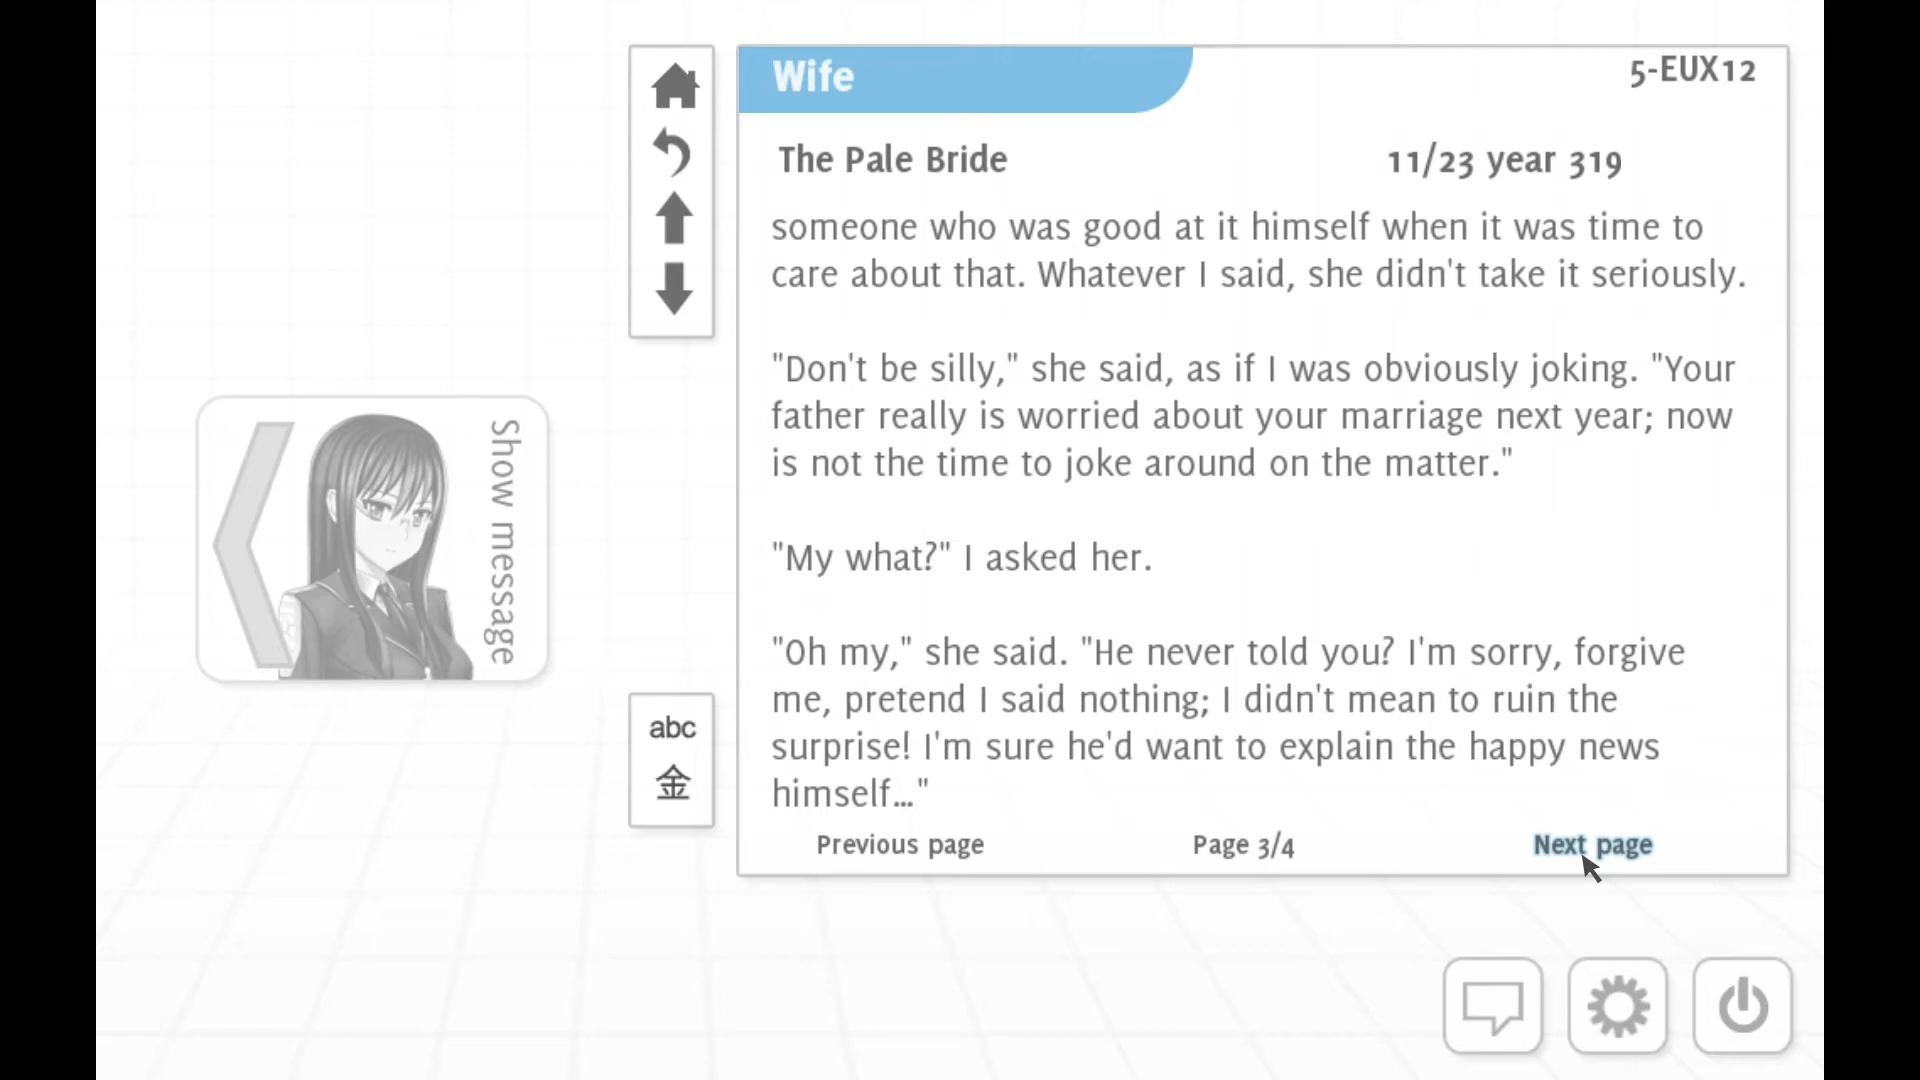 Wife
5-EUX12
The Pale Bride
11/23 year 319
someone who was good at it himself when it was time to
care about that. Whatever I said, she didn't take it seriously.
"Don't be silly," she said, as if I was obviously joking. "Your
father really is worried about your marriage next year; now
is not the time to joke around on the matter."
"My what?" I asked her.
"Oh my," she said. "He never told you? I'm sorry, forgive
me, pretend I said nothing; I didn't mean to ruin the
surprise! I'm sure he'd want to explain the happy news
himself..."
Previous page
Page 3/4
Next page
Show message
abc
金